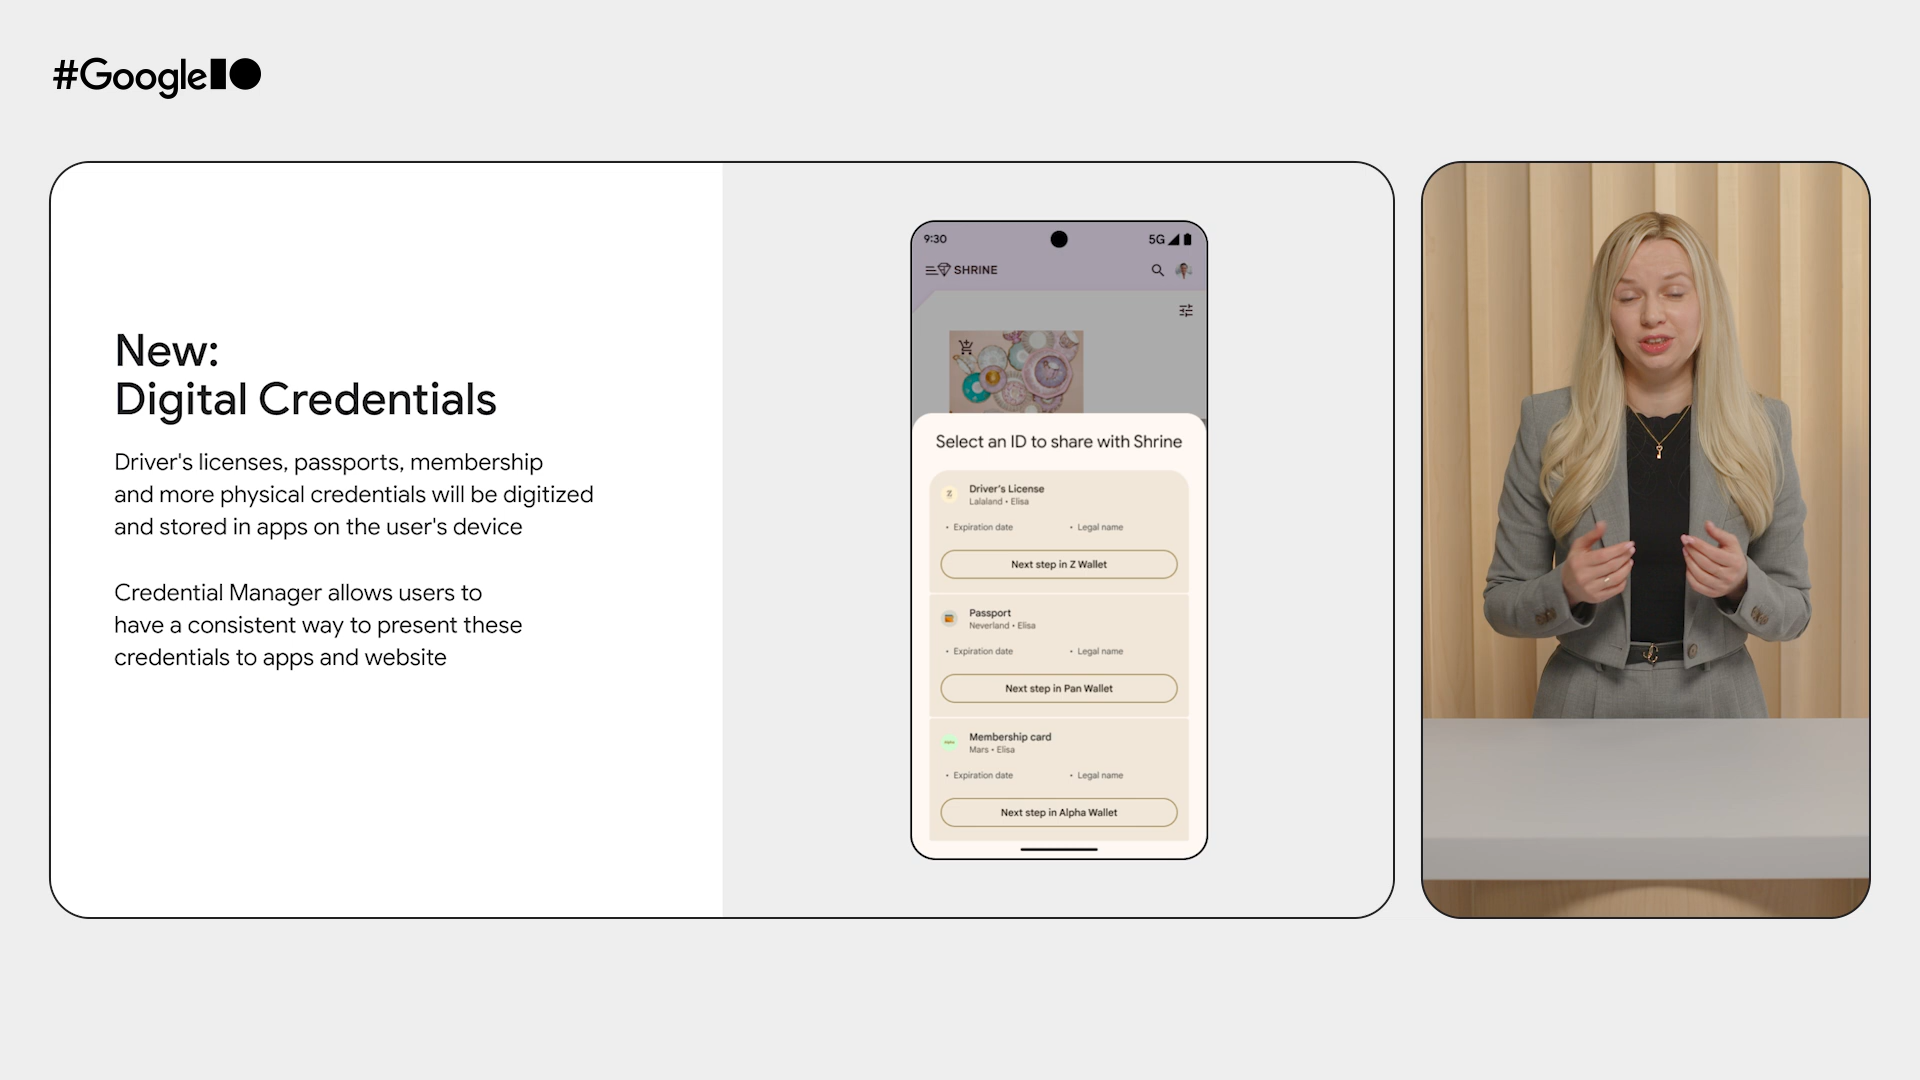 #GoogleIO
New:
Digital Credentials
Driver's licenses, passports, membership
and more physical credentials will be digitized
and stored in apps on the user's device
Credential Manager allows users to
have a consistent way to present these
credentials to apps and website
9:30
5G
SHRINE
Select an ID to share with Shrine
Z
Driver's License
Lalaland • Elisa
• Expiration date
• Legal name
Next step in Z Wallet
Passport
Neverland • Elisa
• Expiration date
• Legal name
Next step in Pan Wallet
Membership card
Mars • Elisa
• Expiration date
• Legal name
Next step in Alpha Wallet